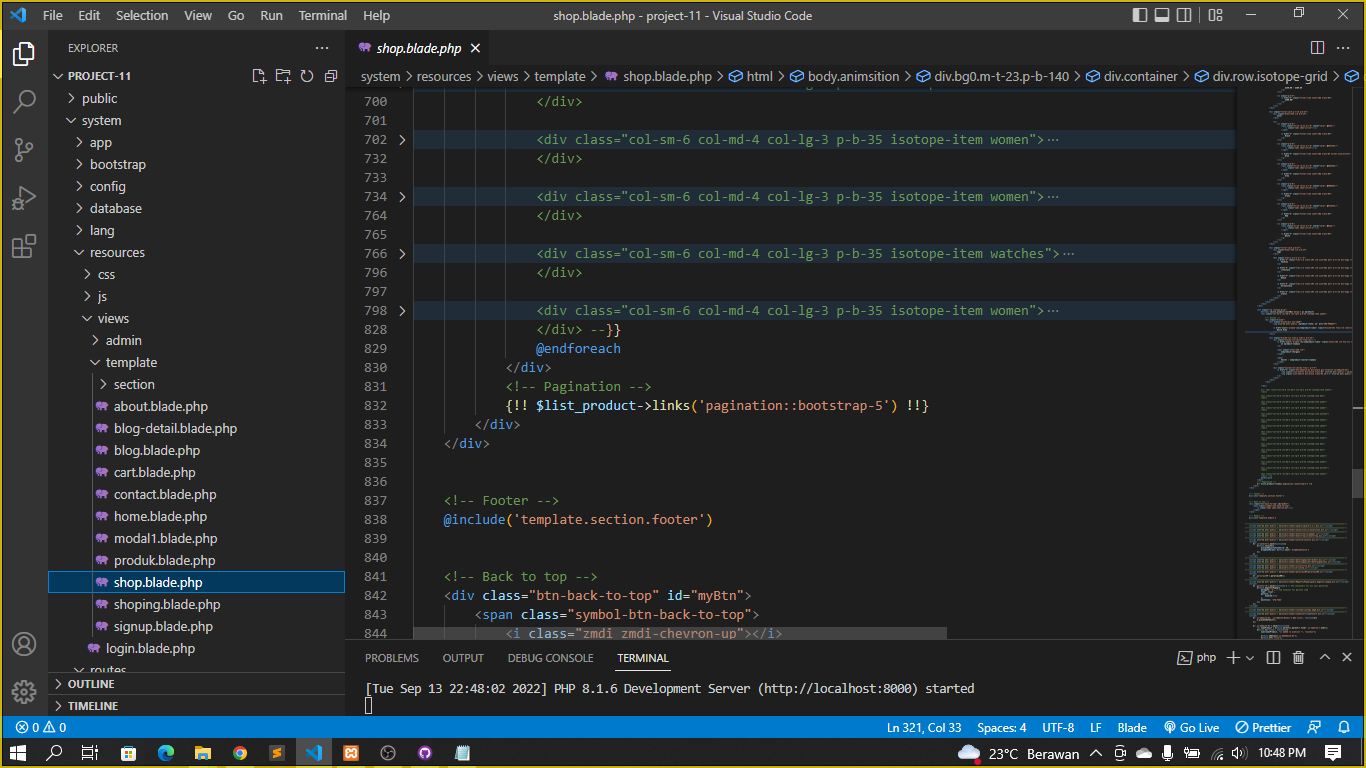 File Edit Selection View Go Run Terminal Help shop.blade.php - project-11 - Visual Studio Code
EXPLORER
PROJECT-11
public
system
app
bootstrap
config
database
lang
resources
css
js
views
admin
template
section
about.blade.php
blog-detail.blade.php
blog.blade.php
cart.blade.php
contact.blade.php
home.blade.php
modal1.blade.php
produk.blade.php
shop.blade.php
shoping.blade.php
signup.blade.php
login.blade.php
routes
OUTLINE
TIMELINE
shop.blade.php
system > resources > views > template > shop.blade.php > html > body.animsition > div.bg0.m-t-23.p-b-140 > div.container > div.row.isotope-grid >
700 </div>
701
702 <div class="col-sm-6 col-md-4 col-lg-3 p-b-35 isotope-item women">...
732 </div>
733
734 <div class="col-sm-6 col-md-4 col-lg-3 p-b-35 isotope-item women">...
764 </div>
765
766 <div class="col-sm-6 col-md-4 col-lg-3 p-b-35 isotope-item watches">...
796 </div>
797
798 <div class="col-sm-6 col-md-4 col-lg-3 p-b-35 isotope-item women">...
828 </div> --}}
829 @endforeach
830 </div>
831 <!-- Pagination -->
832 {!! $list_product->links('pagination::bootstrap-5') !!}
833 </div>
834 </div>
835
836
837 <!-- Footer -->
838 @include('template.section.footer')
839
840
841 <!-- Back to top -->
842 <div class="btn-back-to-top" id="myBtn">
843 <span class="symbol-btn-back-to-top">
844 <i class="zmdi zmdi-chevron-up"></i>
PROBLEMS OUTPUT DEBUG CONSOLE TERMINAL php
[Tue Sep 13 22:48:02 2022] PHP 8.1.6 Development Server (http://localhost:8000) started
0 0 Ln 321, Col 33 Spaces: 4 UTF-8 LF Blade Go Live Prettier
23°C Berawan 10:48 PM